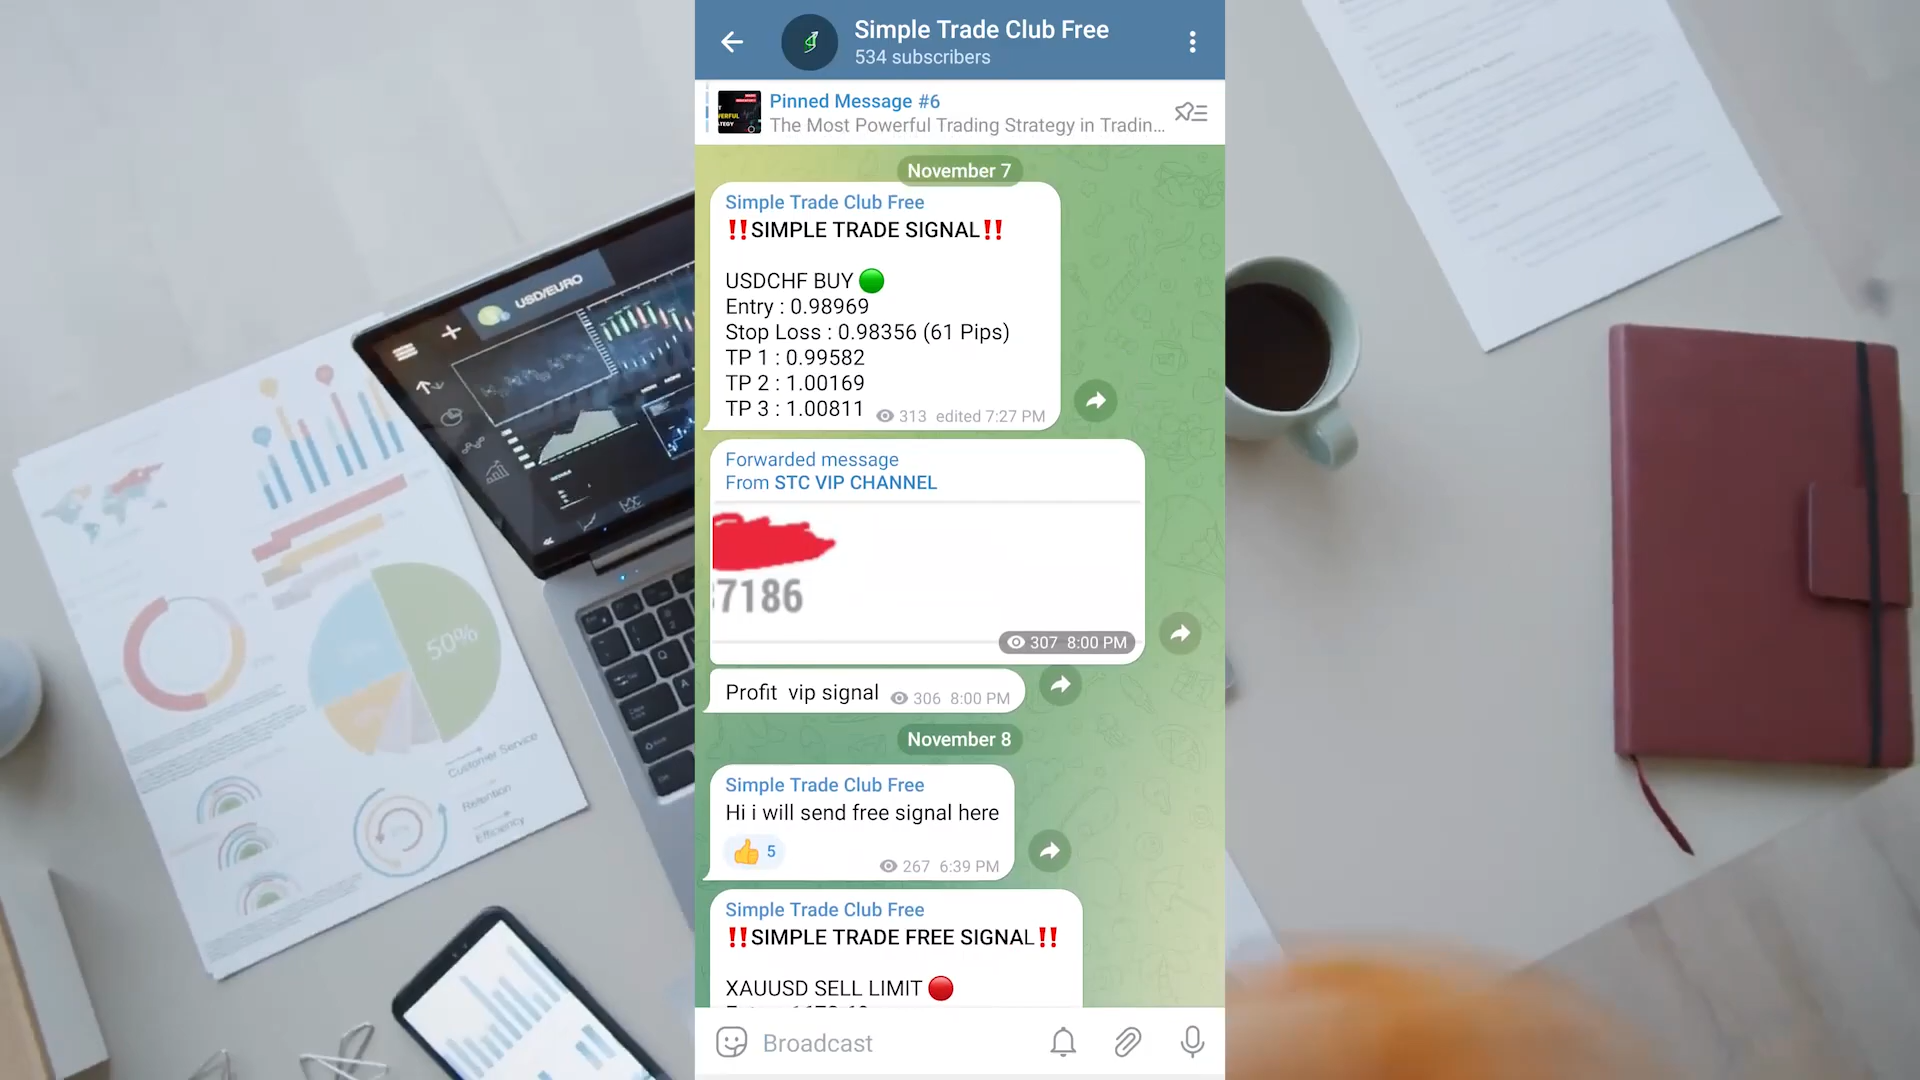 Simple Trade Club Free
534 subscribers
Pinned Message #6
The Most Powerful Trading Strategy in Tradin...
November 7
Simple Trade Club Free
‼️SIMPLE TRADE SIGNAL‼️
USDCHF BUY 🟢
Entry : 0.98969
Stop Loss : 0.98356 (61 Pips)
TP 1 : 0.99582
TP 2 : 1.00169
TP 3 : 1.00811
313 edited 7:27 PM
Forwarded message
From STC VIP CHANNEL
7186
307 8:00 PM
Profit vip signal
306 8:00 PM
November 8
Simple Trade Club Free
Hi i will send free signal here
👍 5
267 6:39 PM
Simple Trade Club Free
‼️SIMPLE TRADE FREE SIGNAL‼️
XAUUSD SELL LIMIT 🔴
Broadcast
USD/EURO
50%
Customer Service
Retention
Efficiency